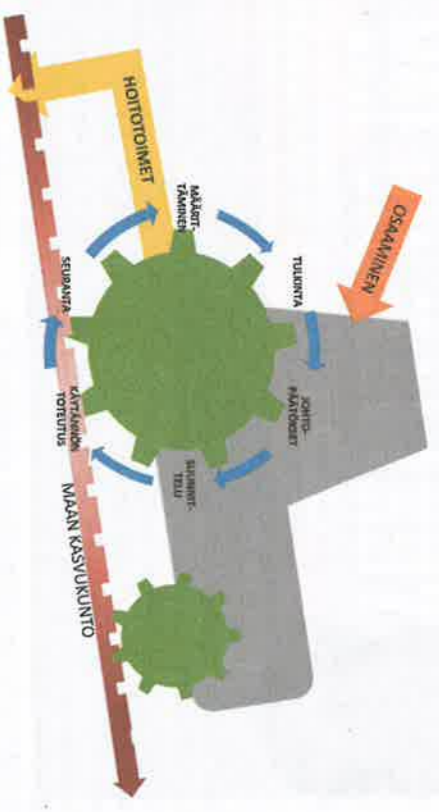 OSAAMINEN
HOITOTOIMET
MÄÄRIT-
TÄMINEN
TULKINTA
JOHTO-
PÄÄTÖKSET
SUUNNIT-
TELU
KÄYTÄNNÖN
TOTEUTUS
SEURANTA
MAAN KASVUKUNTO